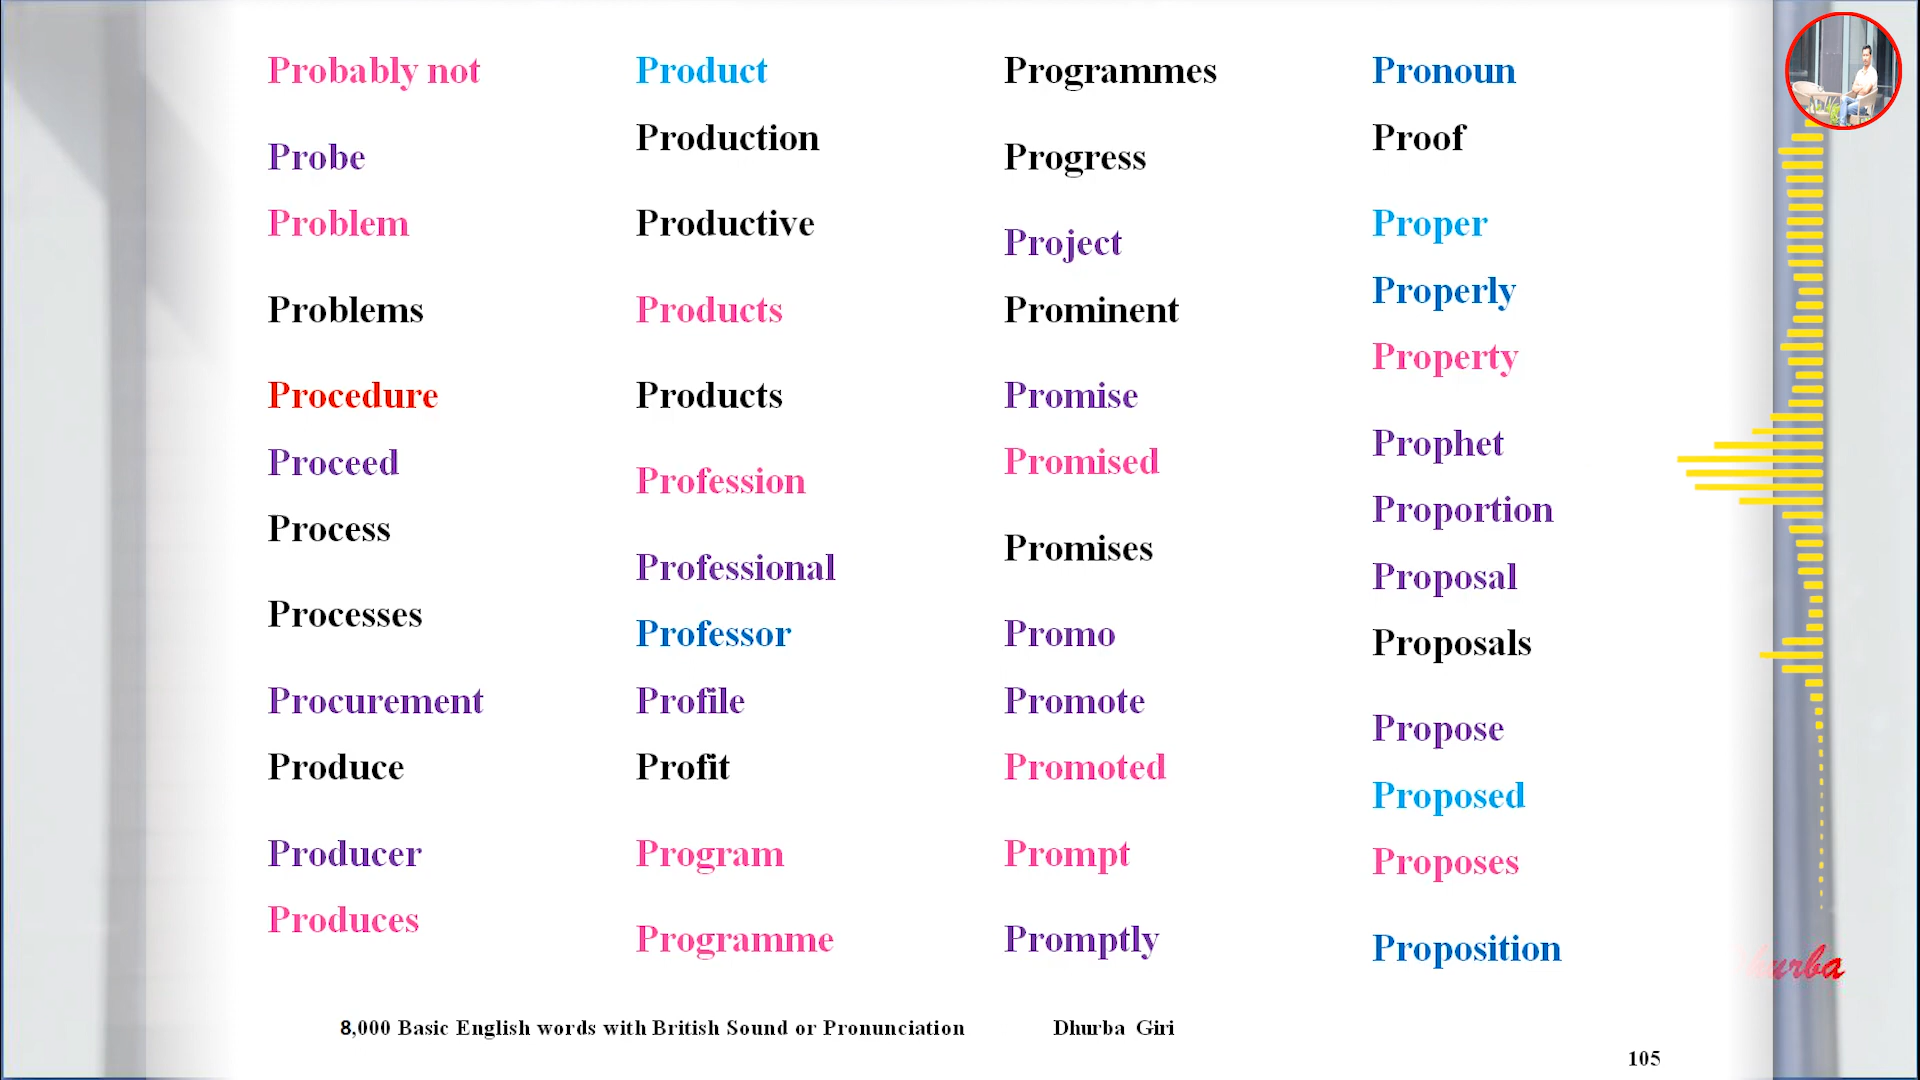 Probably not
Probe
Problem
Problems
Procedure
Proceed
Process
Processes
Procurement
Produce
Producer
Produces
Product
Production
Productive
Products
Products
Profession
Professional
Professor
Profile
Profit
Program
Programme
Programmes
Progress
Project
Prominent
Promise
Promised
Promises
Promo
Promote
Promoted
Prompt
Promptly
Pronoun
Proof
Proper
Properly
Property
Prophet
Proportion
Proposal
Proposals
Propose
Proposed
Proposes
Proposition
hurba
8,000 Basic English words with British Sound or Pronunciation Dhurba Giri
105